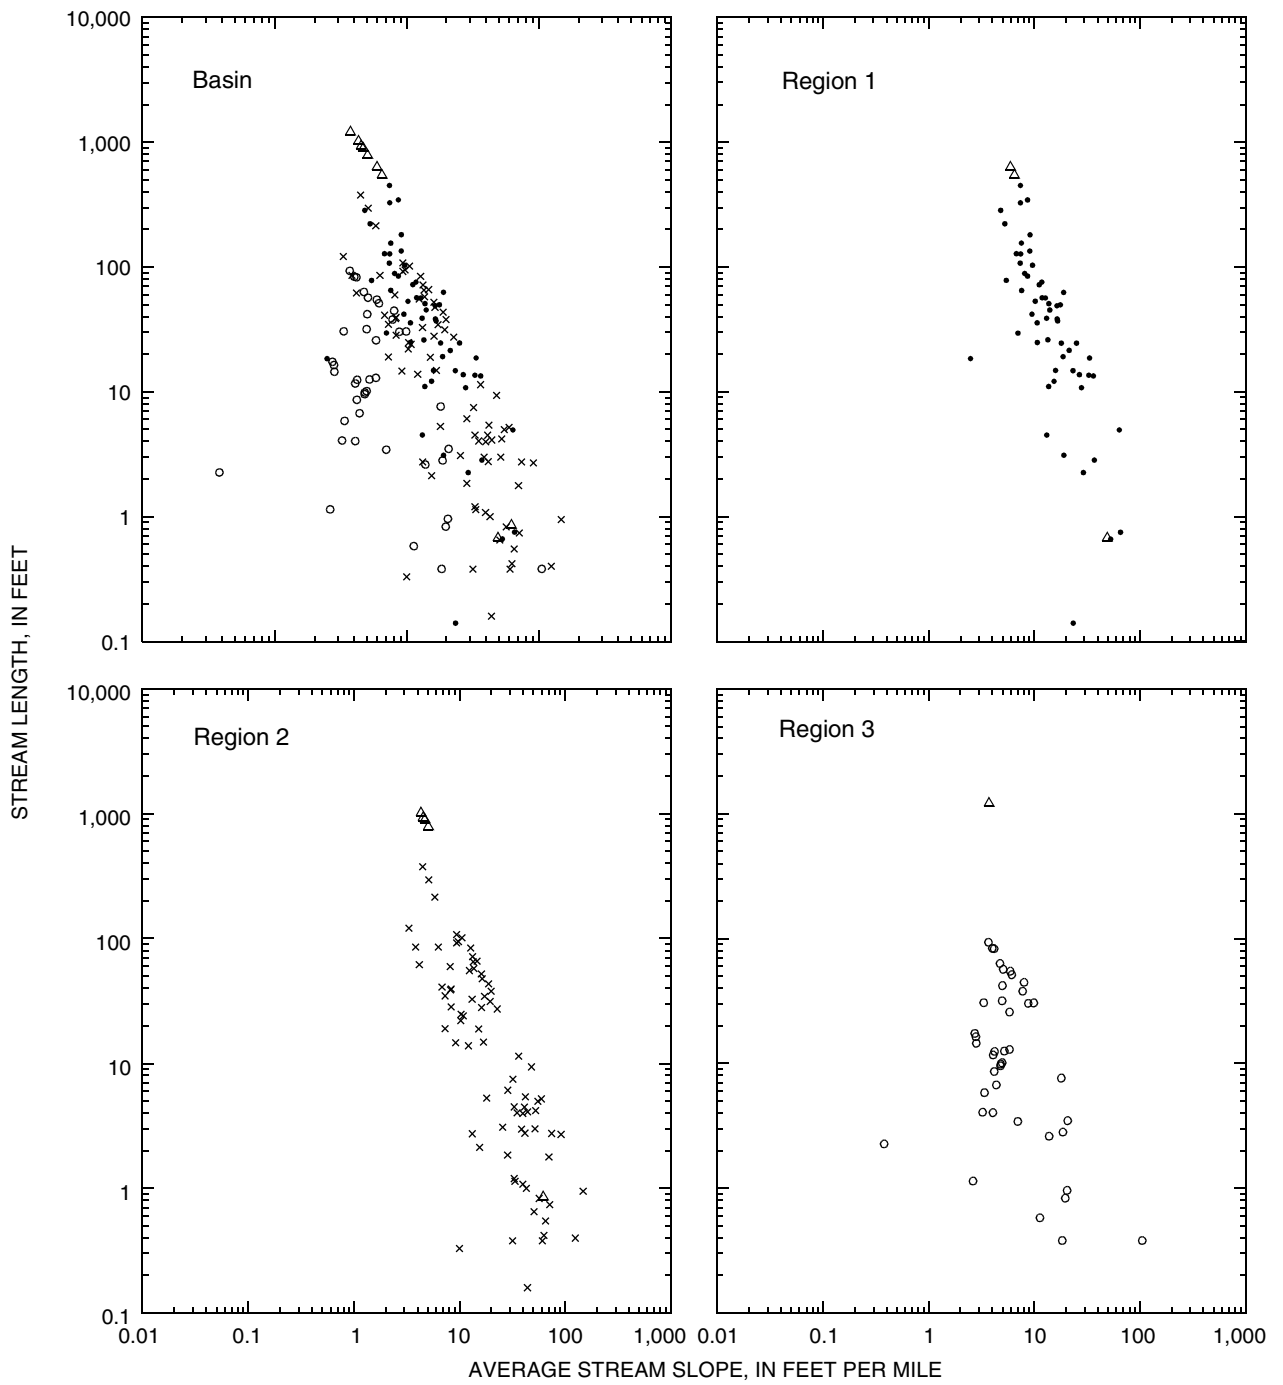 10,000
1,000
100
10
1
0.1
Basin
Region 1
STREAM LENGTH, IN FEET
10,000
1,000
100
10
1
0.1
Region 2
Region 3
0.01 0.1 1 10 100 1,000
0.01 0.1 1 10 100 1,000
AVERAGE STREAM SLOPE, IN FEET PER MILE